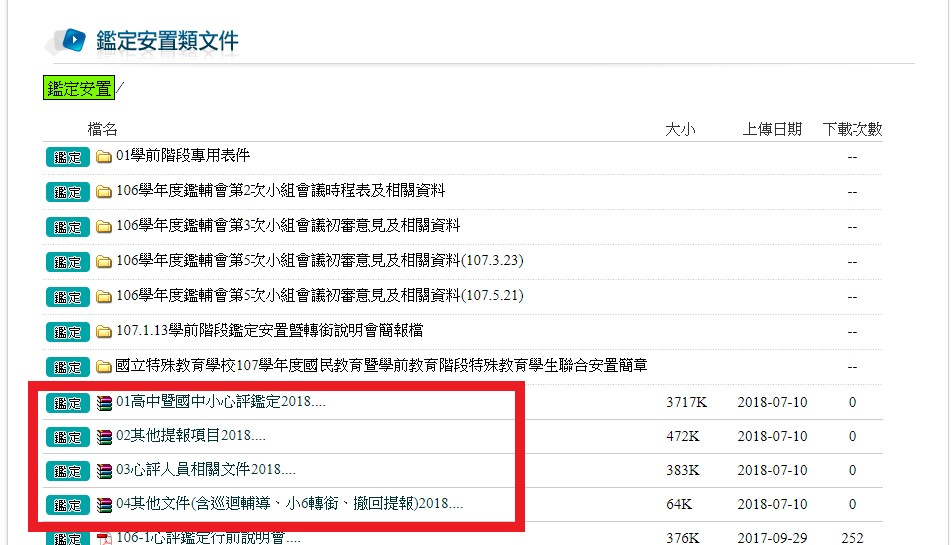 鑑定安置類文件
鑑定安置/
檔名 大小 上傳日期 下載次數
鑑定 01學前階段專用表件 --
鑑定 106學年度鑑輔會第2次小組會議時程表及相關資料 --
鑑定 106學年度鑑輔會第3次小組會議初審意見及相關資料 --
鑑定 106學年度鑑輔會第5次小組會議初審意見及相關資料(107.3.23) --
鑑定 106學年度鑑輔會第5次小組會議初審意見及相關資料(107.5.21) --
鑑定 107.1.13學前階段鑑定安置暨轉銜說明會簡報檔 --
鑑定 國立特殊教育學校107學年度國民教育暨學前教育階段特殊教育學生聯合安置簡章 --
鑑定 01高中暨國中小心評鑑定2018.... 3717K 2018-07-10 0
鑑定 02其他提報項目2018.... 472K 2018-07-10 0
鑑定 03心評人員相關文件2018.... 383K 2018-07-10 0
鑑定 04其他文件(含巡迴輔導、小6轉銜、撤回提報)2018.... 64K 2018-07-10 0
鑑定 106-1心評鑑定行前說明會.... 376K 2017-09-29 252